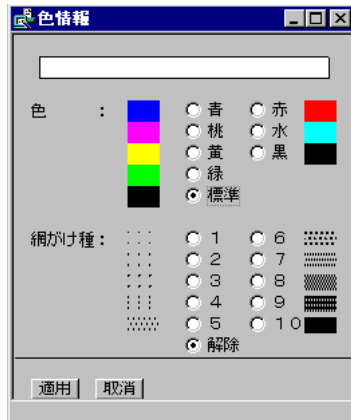 色情報
色 : 青 赤
桃 水
黄 黒
緑
標準
網がけ種: 1 6
2 7
3 8
4 9
5 10
解除
適用 取消